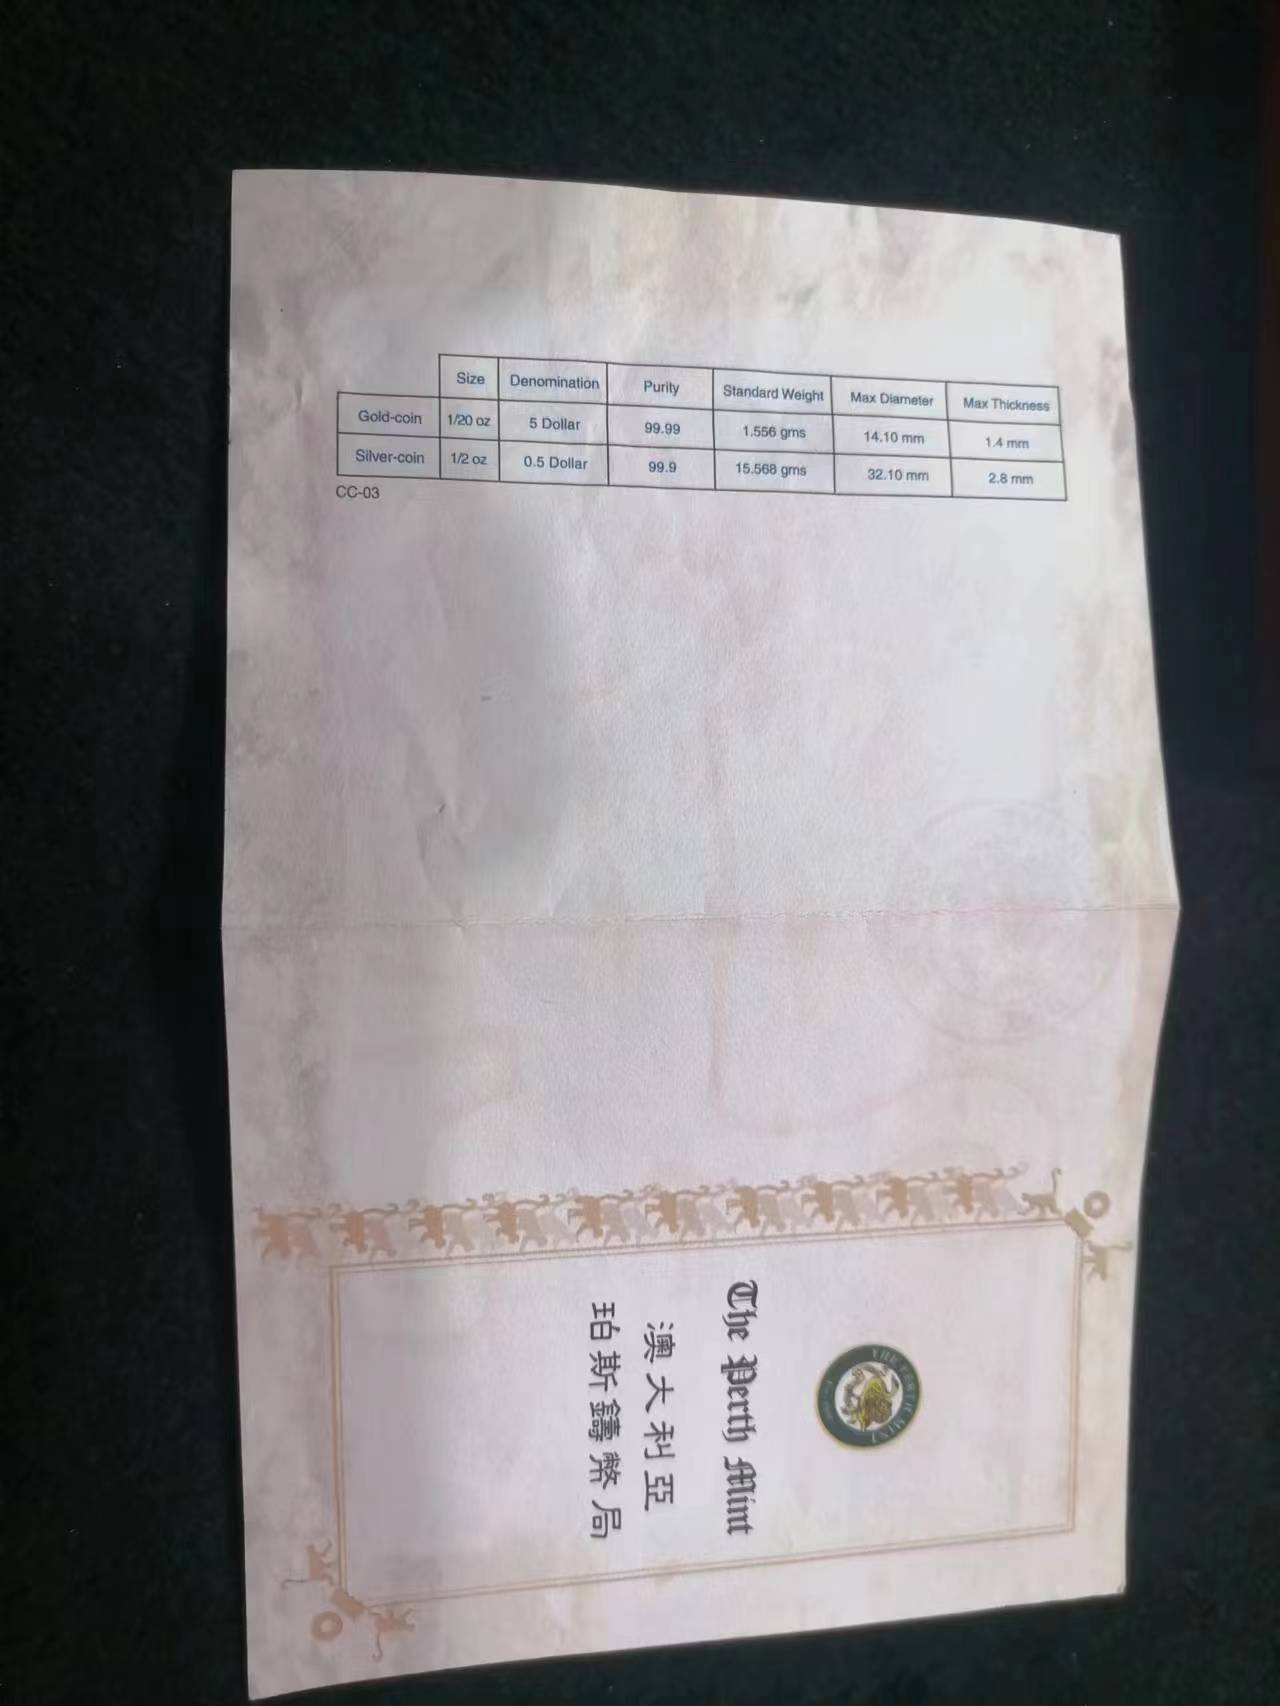 Size Denomination Purity Standard Weight Max Diameter Max Thickness
Gold-coin 1/20 oz 5 Dollar 99.99 1.556 gms 14.10 mm 1.4 mm
Silver-coin 1/2 oz 0.5 Dollar 99.9 15.568 gms 32.10 mm 2.8 mm
CC-03
THE PERTH MINT
The Perth Mint
澳大利亞
珀斯鑄幣局